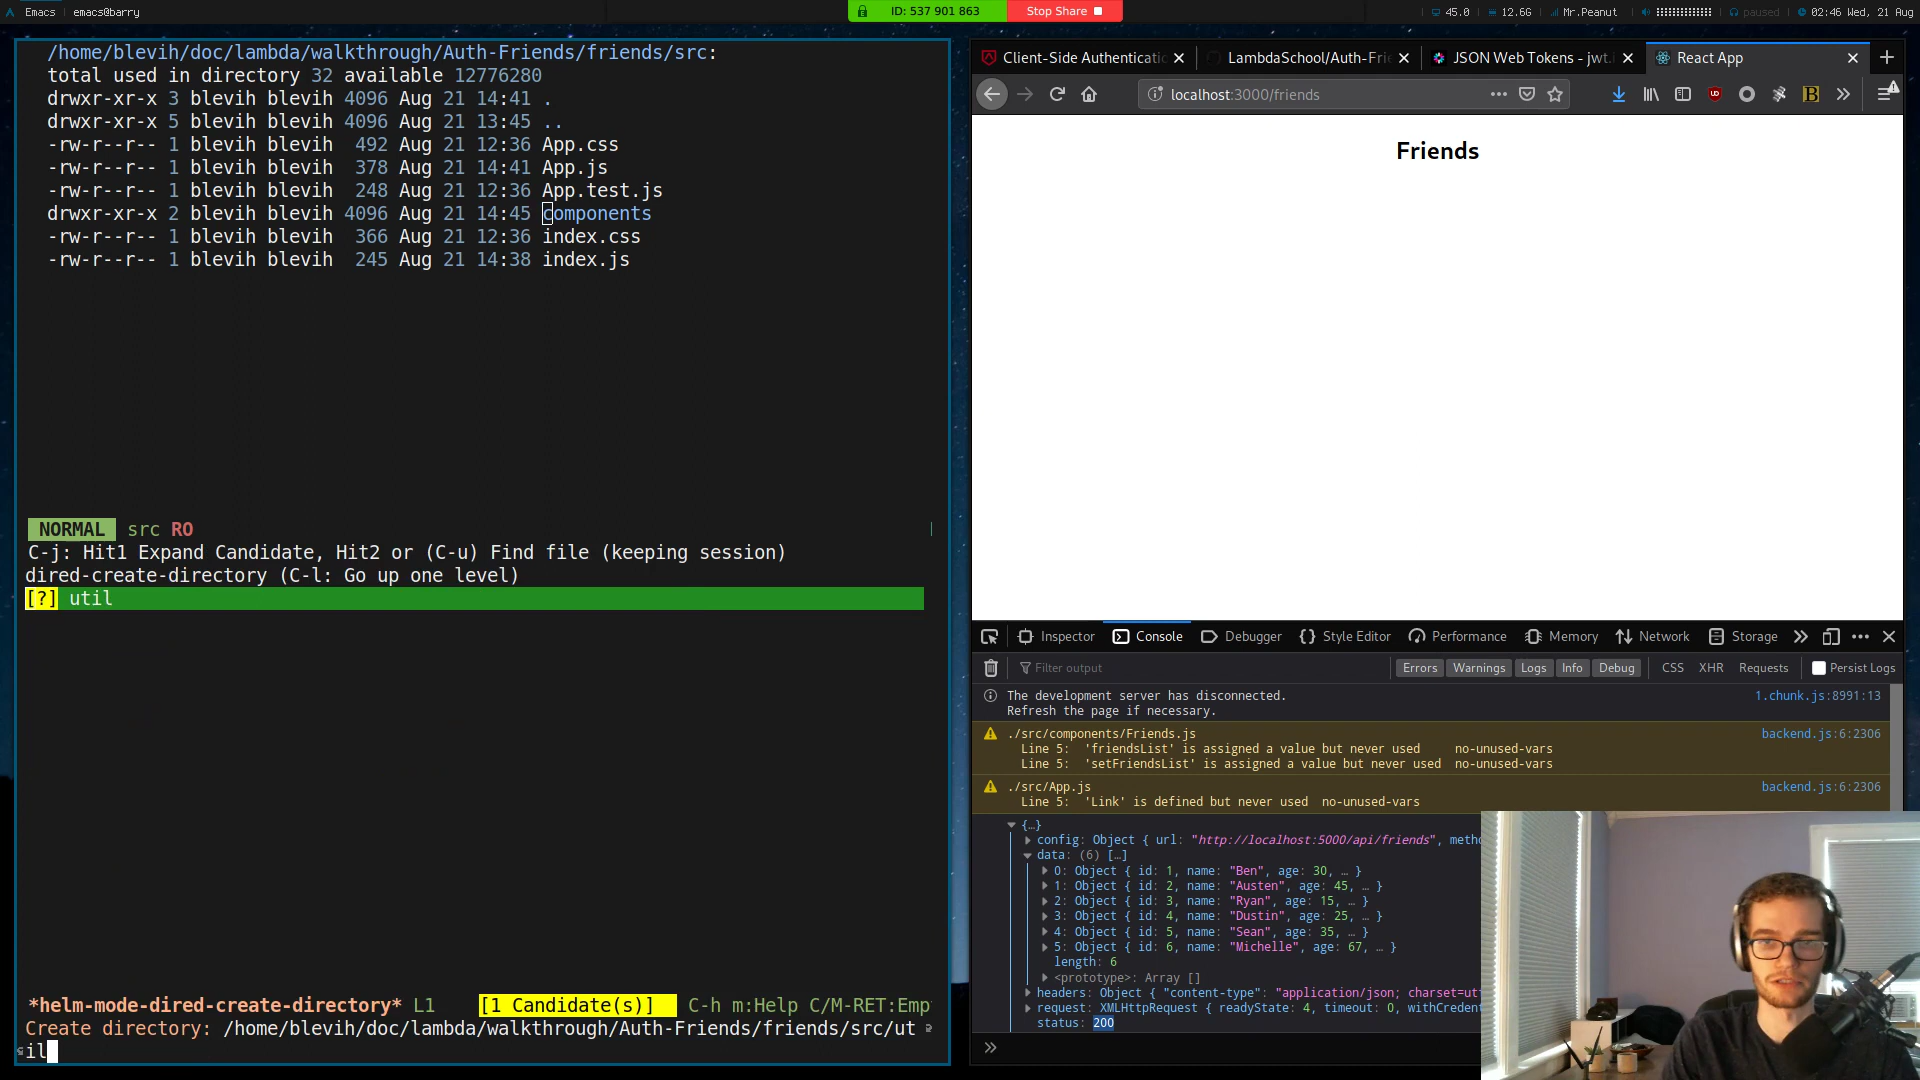 Emacs | emacs@barry
ID: 537 901 863
Stop Share
45.0 | 12.6G | Mr.Peanut | paused | 02:46 Wed, 21 Aug
/home/blevih/doc/lambda/walkthrough/Auth-Friends/friends/src:
total used in directory 32 available 12776280
drwxr-xr-x 3 blevih blevih 4096 Aug 21 14:41 .
drwxr-xr-x 5 blevih blevih 4096 Aug 21 13:45 ..
-rw-r--r-- 1 blevih blevih  492 Aug 21 12:36 App.css
-rw-r--r-- 1 blevih blevih  378 Aug 21 14:41 App.js
-rw-r--r-- 1 blevih blevih  248 Aug 21 12:36 App.test.js
drwxr-xr-x 2 blevih blevih 4096 Aug 21 14:45 components
-rw-r--r-- 1 blevih blevih  366 Aug 21 12:36 index.css
-rw-r--r-- 1 blevih blevih  245 Aug 21 14:38 index.js
NORMAL src RO
C-j: Hit1 Expand Candidate, Hit2 or (C-u) Find file (keeping session)
dired-create-directory (C-l: Go up one level)
[?] util
*helm-mode-dired-create-directory* L1 [1 Candidate(s)] C-h m:Help C/M-RET:Emp
Create directory: /home/blevih/doc/lambda/walkthrough/Auth-Friends/friends/src/ut
il
Client-Side Authenticatio
LambdaSchool/Auth-Frie
JSON Web Tokens - jwt.
React App
localhost:3000/friends
Friends
Inspector Console Debugger Style Editor Performance Memory Network Storage
Filter output
Errors Warnings Logs Info Debug CSS XHR Requests Persist Logs
The development server has disconnected. 1.chunk.js:8991:13
Refresh the page if necessary.
./src/components/Friends.js backend.js:6:2306
Line 5: 'friendsList' is assigned a value but never used no-unused-vars
Line 5: 'setFriendsList' is assigned a value but never used no-unused-vars
./src/App.js backend.js:6:2306
Line 5: 'Link' is defined but never used no-unused-vars
{…}
config: Object { url: "http://localhost:5000/api/friends", metho
data: (6) […]
0: Object { id: 1, name: "Ben", age: 30, … }
1: Object { id: 2, name: "Austen", age: 45, … }
2: Object { id: 3, name: "Ryan", age: 15, … }
3: Object { id: 4, name: "Dustin", age: 25, … }
4: Object { id: 5, name: "Sean", age: 35, … }
5: Object { id: 6, name: "Michelle", age: 67, … }
length: 6
<prototype>: Array []
headers: Object { "content-type": "application/json; charset=ut
request: XMLHttpRequest { readyState: 4, timeout: 0, withCredent
status: 200